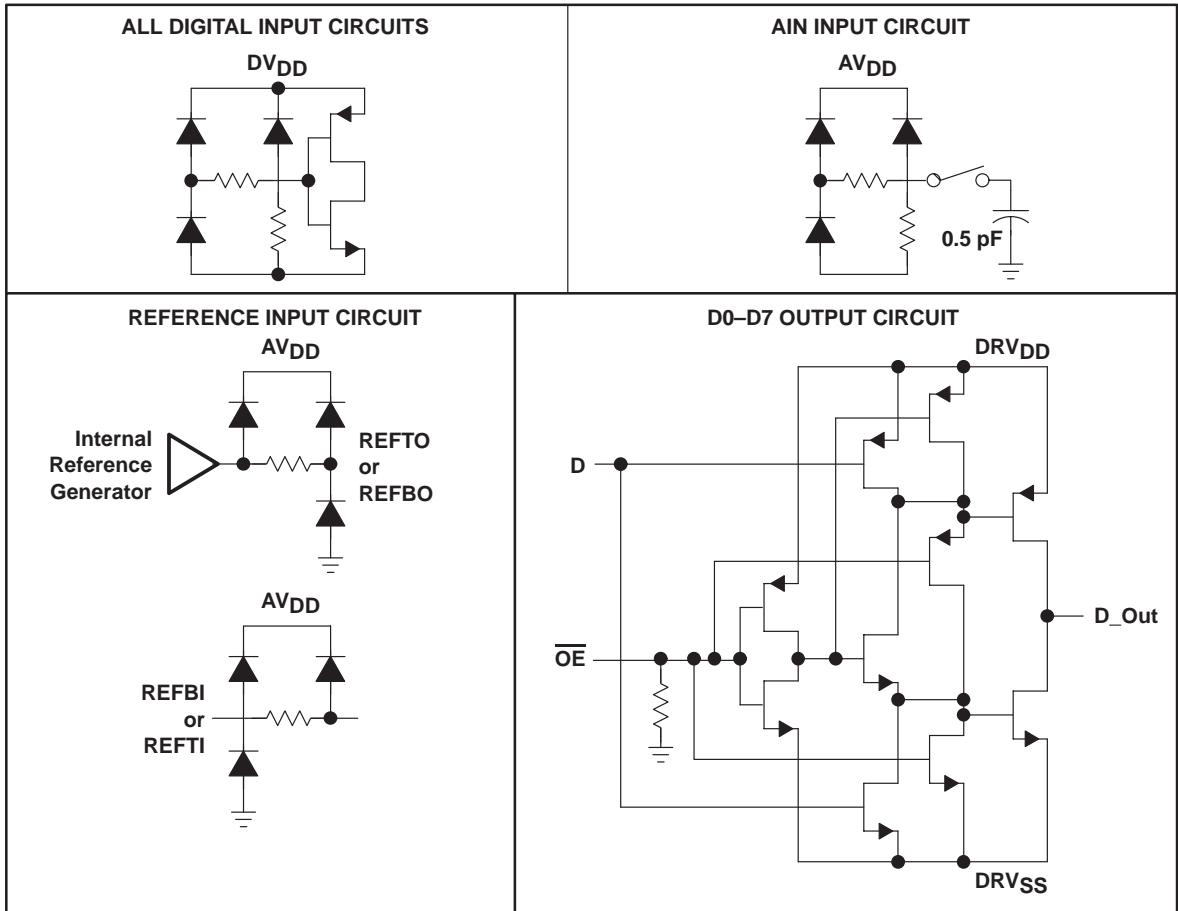 ALL DIGITAL INPUT CIRCUITS
DVDD
AIN INPUT CIRCUIT
AVDD
0.5 pF
REFERENCE INPUT CIRCUIT
AVDD
Internal
Reference
Generator
REFTO
or
REFBO
AVDD
REFBI
or
REFTI
D0–D7 OUTPUT CIRCUIT
DRVDD
D
D_Out
OE
DRVSS